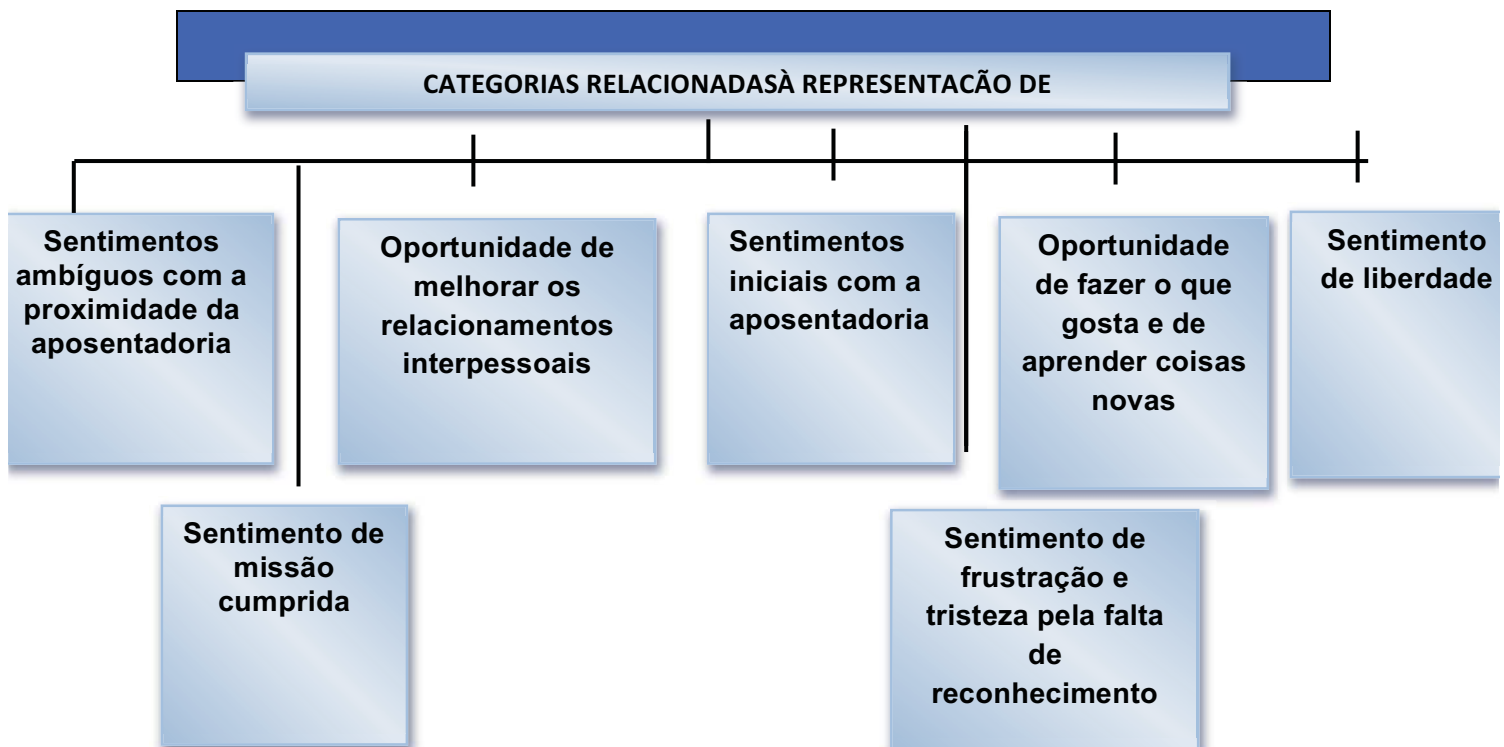 CATEGORIAS RELACIONADASÀ REPRESENTACÃO DE
Sentimentos
ambíguos com a
proximidade da
aposentadoria
Oportunidade de
melhorar os
relacionamentos
interpessoais
Sentimentos
iniciais com a
aposentadoria
Oportunidade
de fazer o que
gosta e de
aprender coisas
novas
Sentimento
de liberdade
Sentimento de
missão
cumprida
Sentimento de
frustração e
tristeza pela falta
de
reconhecimento